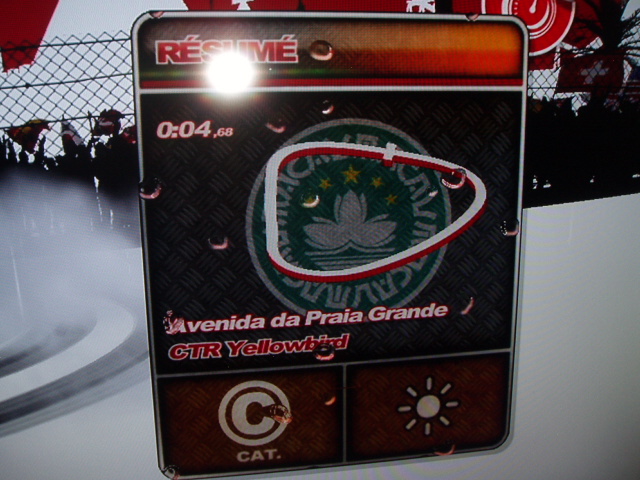 RÉSUMÉ
0:04,68
Avenida da Praia Grande
CTR Yellowbird
C
CAT.